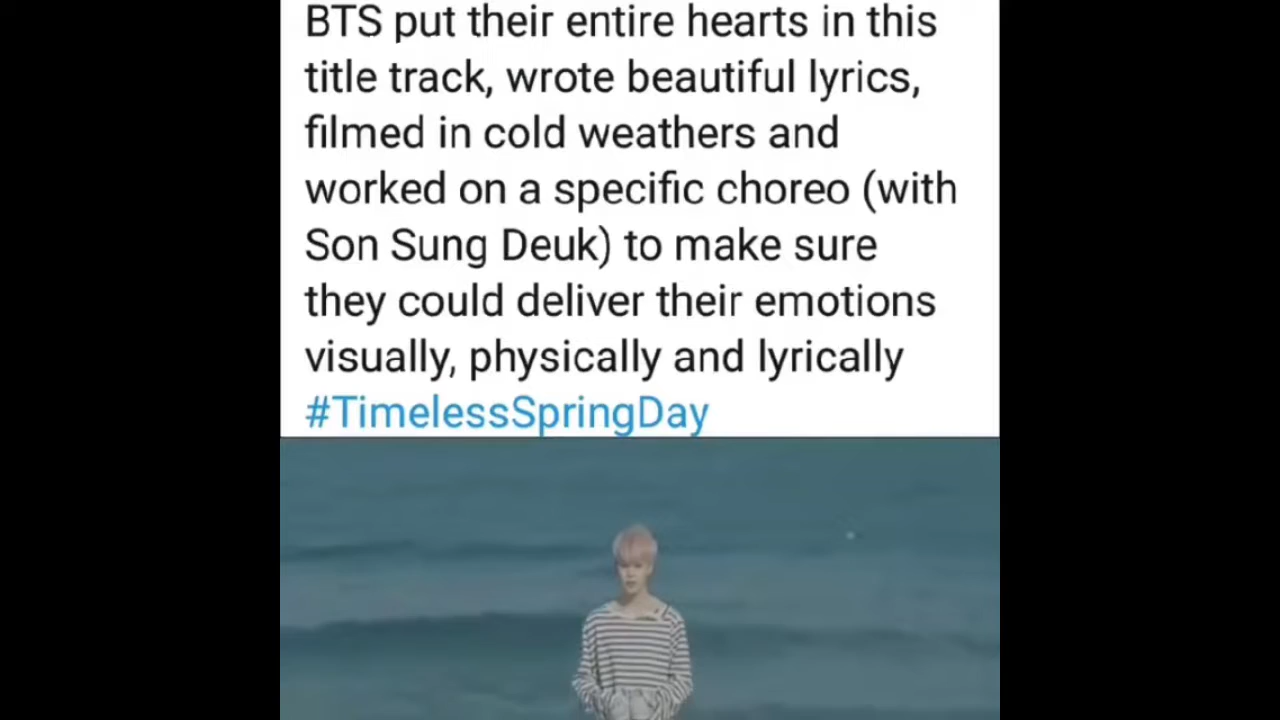 BTS put their entire hearts in this
title track, wrote beautiful lyrics,
filmed in cold weathers and
worked on a specific choreo (with
Son Sung Deuk) to make sure
they could deliver their emotions
visually, physically and lyrically
#TimelessSpringDay